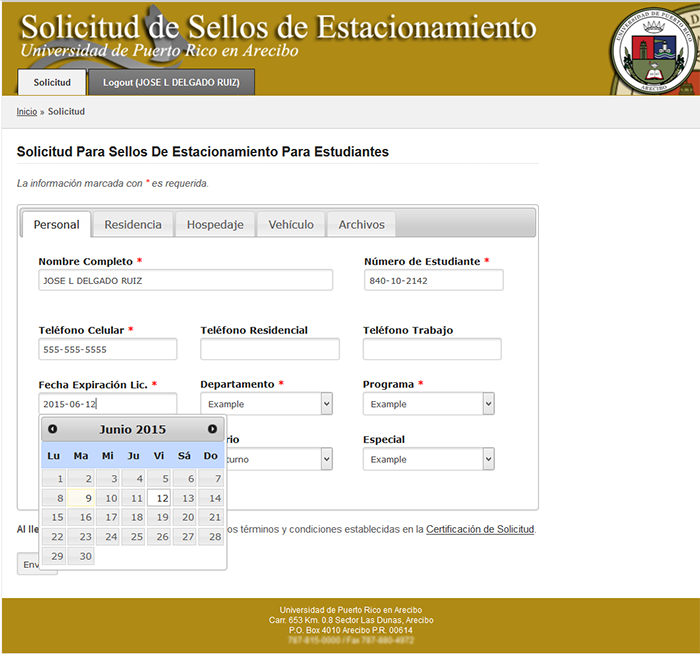 Solicitud de Sellos de Estacionamiento
Universidad de Puerto Rico en Arecibo
UNIVERSIDAD DE PUERTO RICO
ARECIBO
Solicitud
Logout (JOSE L DELGADO RUIZ)
Inicio » Solicitud
Solicitud Para Sellos De Estacionamiento Para Estudiantes
La información marcada con * es requerida.
Personal Residencia Hospedaje Vehículo Archivos
Nombre Completo * Número de Estudiante *
JOSE L DELGADO RUIZ 840-10-2142
Teléfono Celular * Teléfono Residencial Teléfono Trabajo
555-555-5555
Fecha Expiración Lic. * Departamento * Programa *
2015-06-12 Example Example
Junio 2015
Lu Ma Mi Ju Vi Sá Do
1 2 3 4 5 6 7
8 9 10 11 12 13 14
15 16 17 18 19 20 21
22 23 24 25 26 27 28
29 30
rio Especial
turno Example
Al lle os términos y condiciones establecidas en la Certificación de Solicitud.
Env
Universidad de Puerto Rico en Arecibo
Carr. 653 Km. 0.8 Sector Las Dunas, Arecibo
P.O. Box 4010 Arecibo P.R. 00614